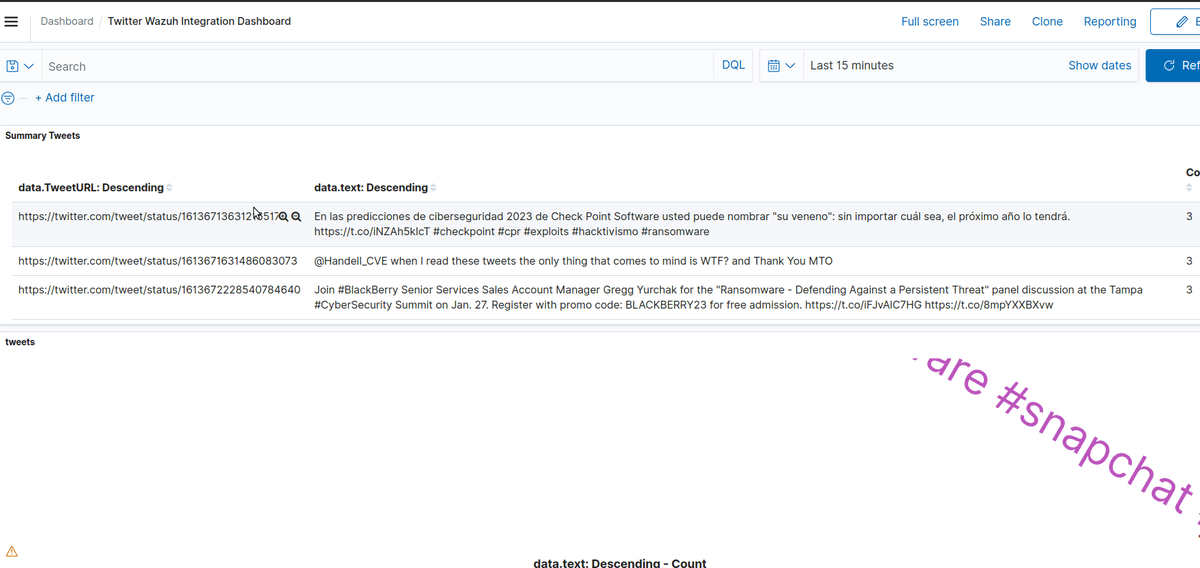 Dashboard / Twitter Wazuh Integration Dashboard
Full screen Share Clone Reporting
Search DQL Last 15 minutes Show dates Ref
+ Add filter
Summary Tweets
data.TweetURL: Descending data.text: Descending Co
https://twitter.com/tweet/status/161367136312 En las predicciones de ciberseguridad 2023 de Check Point Software usted puede nombrar "su veneno": sin importar cuál sea, el próximo año lo tendrá. 3
https://t.co/iNZAh5kIcT #checkpoint #cpr #exploits #hacktivismo #ransomware
https://twitter.com/tweet/status/1613671631486083073 @Handell_CVE when I read these tweets the only thing that comes to mind is WTF? and Thank You MTO 3
https://twitter.com/tweet/status/1613672228540784640 Join #BlackBerry Senior Services Sales Account Manager Gregg Yurchak for the "Ransomware - Defending Against a Persistent Threat" panel discussion at the Tampa 3
#CyberSecurity Summit on Jan. 27. Register with promo code: BLACKBERRY23 for free admission. https://t.co/iFJvAIC7HG https://t.co/8mpYXXBXvw
tweets
are #snapchat
data.text: Descending - Count